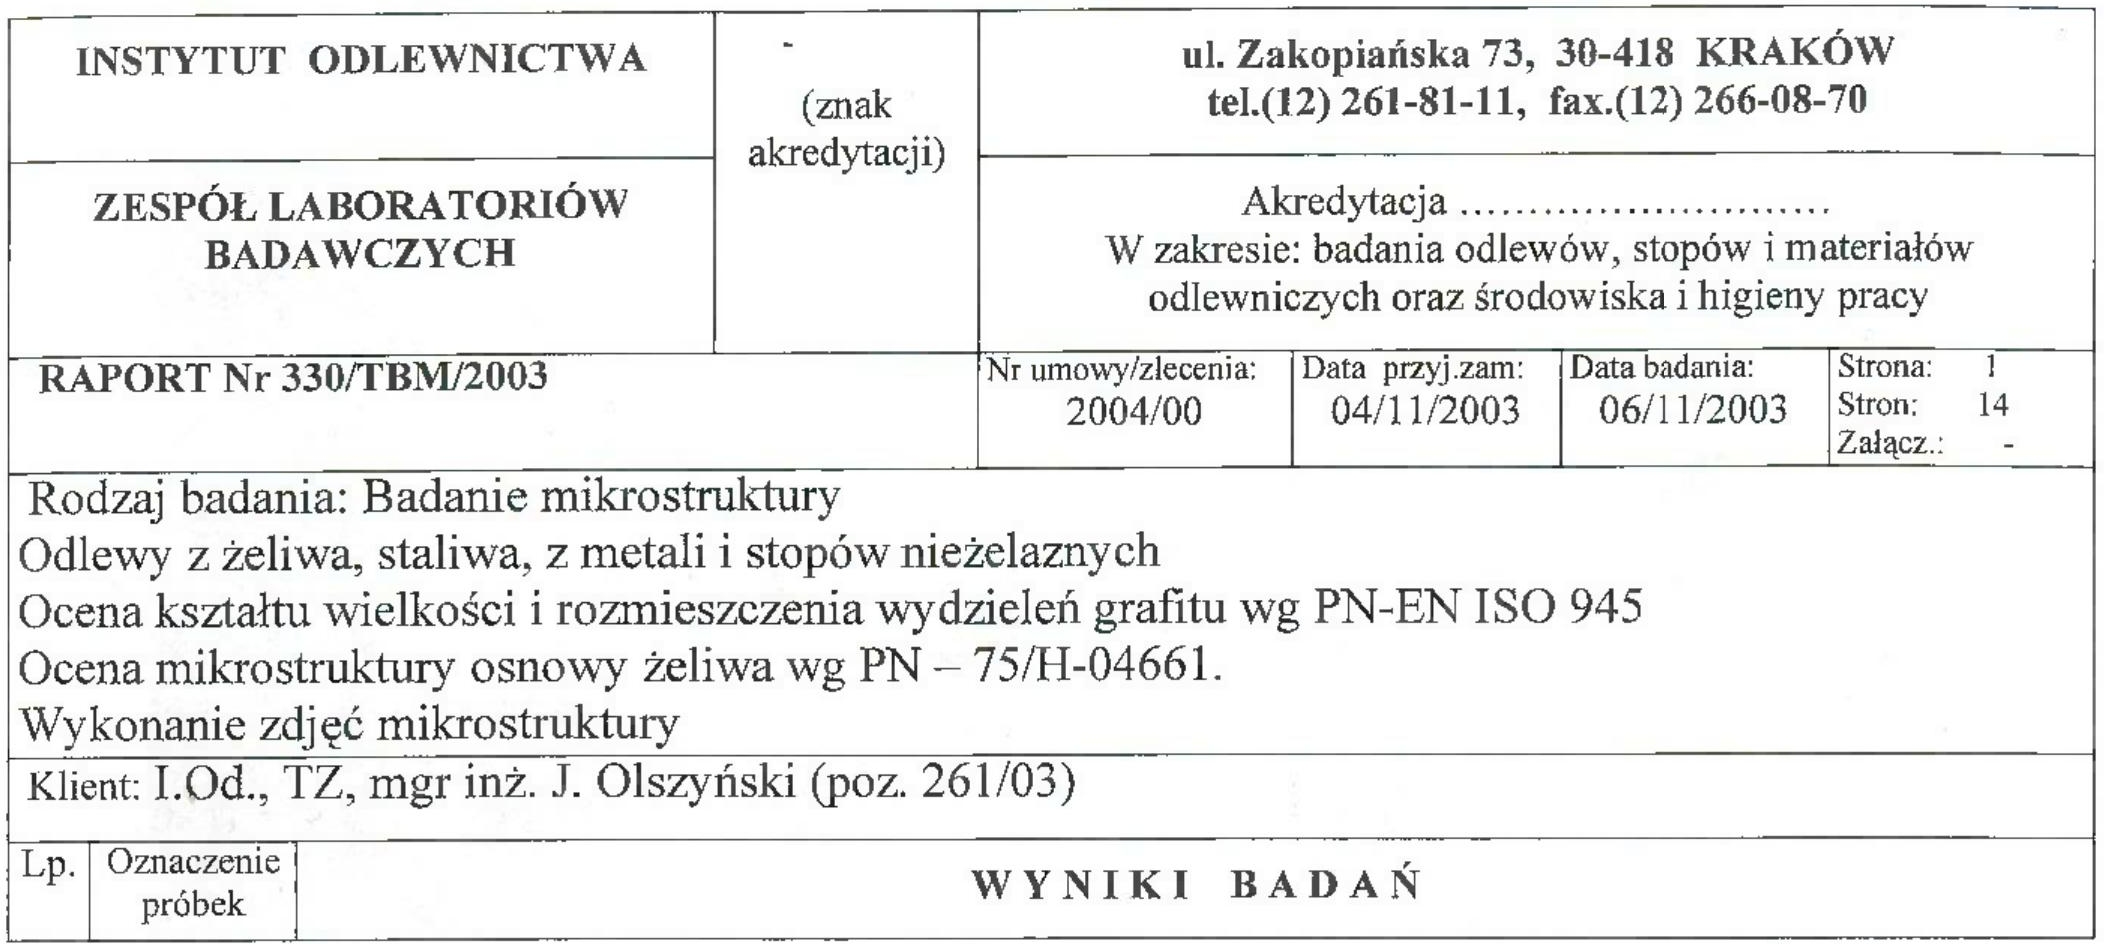 INSTYTUT ODLEWNICTWA
-
(znak
akredytacji)
ul. Zakopiańska 73, 30-418 KRAKÓW
tel.(12) 261-81-11, fax.(12) 266-08-70
ZESPÓŁ LABORATORIÓW
BADAWCZYCH
Akredytacja ..............................
W zakresie: badania odlewów, stopów i materiałów
odlewniczych oraz środowiska i higieny pracy
RAPORT Nr 330/TBM/2003
Nr umowy/zlecenia:
2004/00
Data przyj.zam:
04/11/2003
Data badania:
06/11/2003
Strona: 1
Stron: 14
Załącz.: -
Rodzaj badania: Badanie mikrostruktury
Odlewy z żeliwa, staliwa, z metali i stopów nieżelaznych
Ocena kształtu wielkości i rozmieszczenia wydzieleń grafitu wg PN-EN ISO 945
Ocena mikrostruktury osnowy żeliwa wg PN – 75/H-04661.
Wykonanie zdjęć mikrostruktury
Klient: I.Od., TZ, mgr inż. J. Olszyński (poz. 261/03)
Lp.
Oznaczenie
próbek
WYNIKI BADAŃ